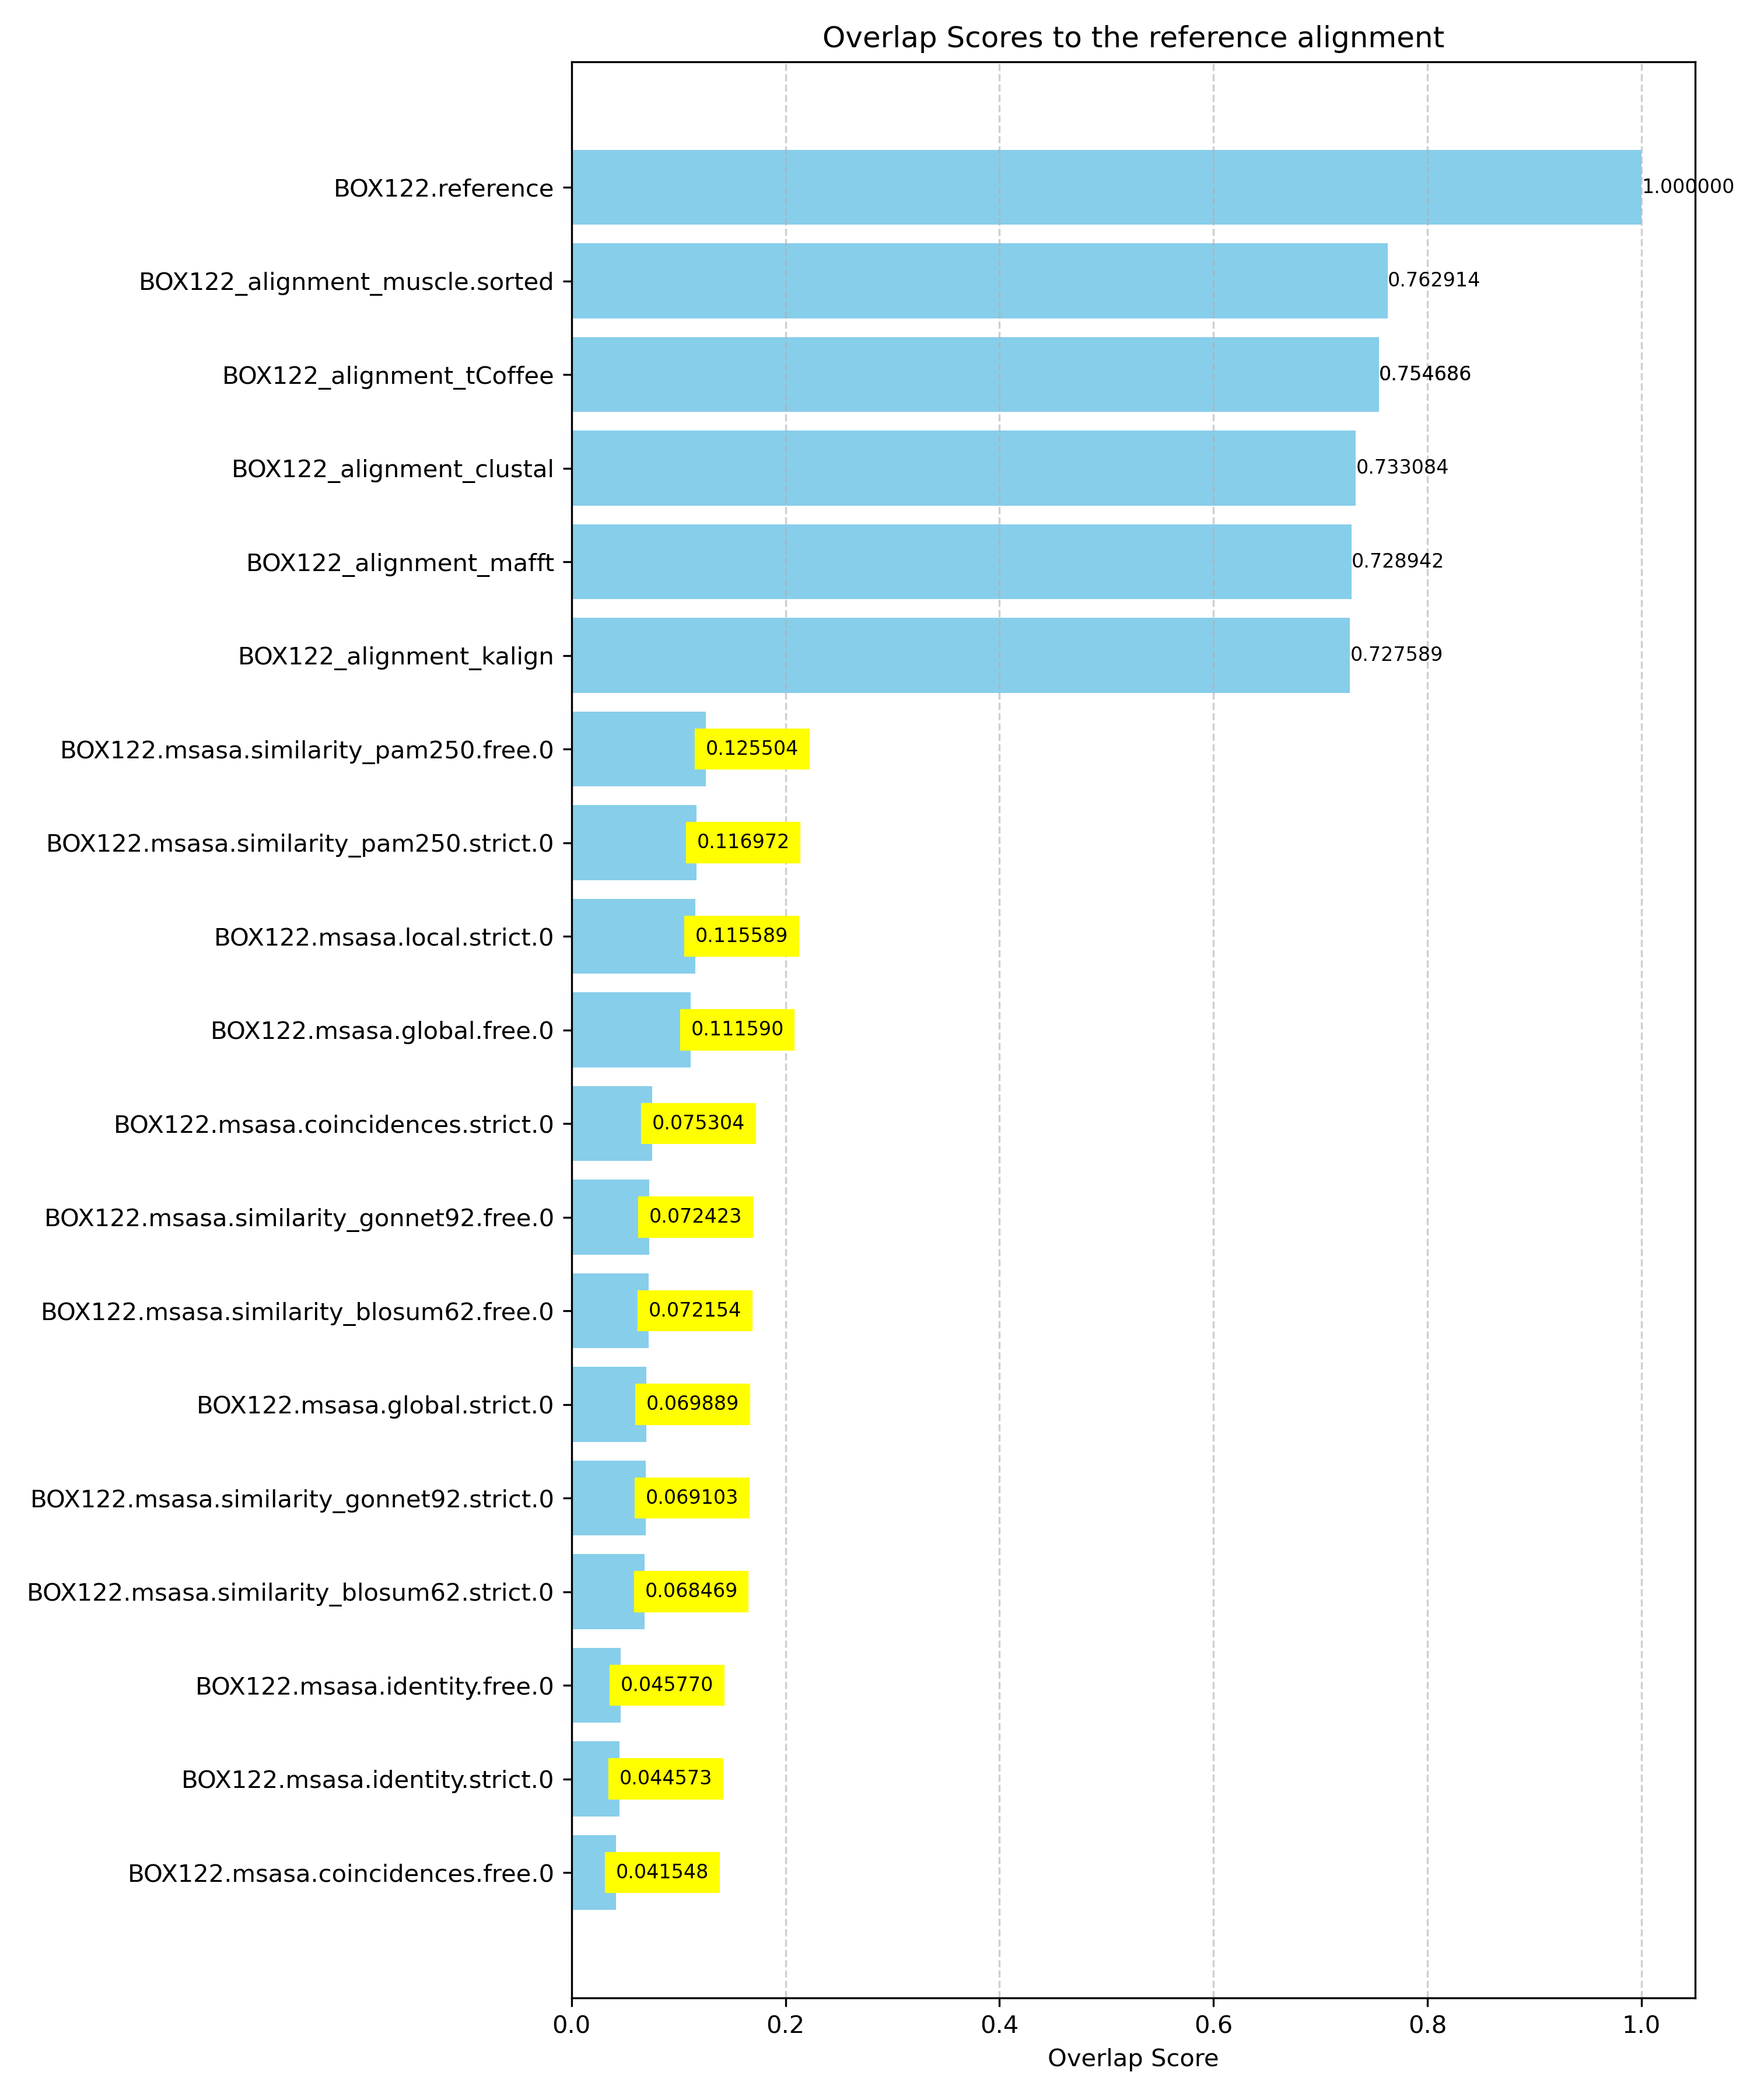 Overlap Scores to the reference alignment
BOX122.reference 1.000000
BOX122_alignment_muscle.sorted 0.762914
BOX122_alignment_tCoffee 0.754686
BOX122_alignment_clustal 0.733084
BOX122_alignment_mafft 0.728942
BOX122_alignment_kalign 0.727589
BOX122.msasa.similarity_pam250.free.0 0.125504
BOX122.msasa.similarity_pam250.strict.0 0.116972
BOX122.msasa.local.strict.0 0.115589
BOX122.msasa.global.free.0 0.111590
BOX122.msasa.coincidences.strict.0 0.075304
BOX122.msasa.similarity_gonnet92.free.0 0.072423
BOX122.msasa.similarity_blosum62.free.0 0.072154
BOX122.msasa.global.strict.0 0.069889
BOX122.msasa.similarity_gonnet92.strict.0 0.069103
BOX122.msasa.similarity_blosum62.strict.0 0.068469
BOX122.msasa.identity.free.0 0.045770
BOX122.msasa.identity.strict.0 0.044573
BOX122.msasa.coincidences.free.0 0.041548
0.0 0.2 0.4 0.6 0.8 1.0
Overlap Score